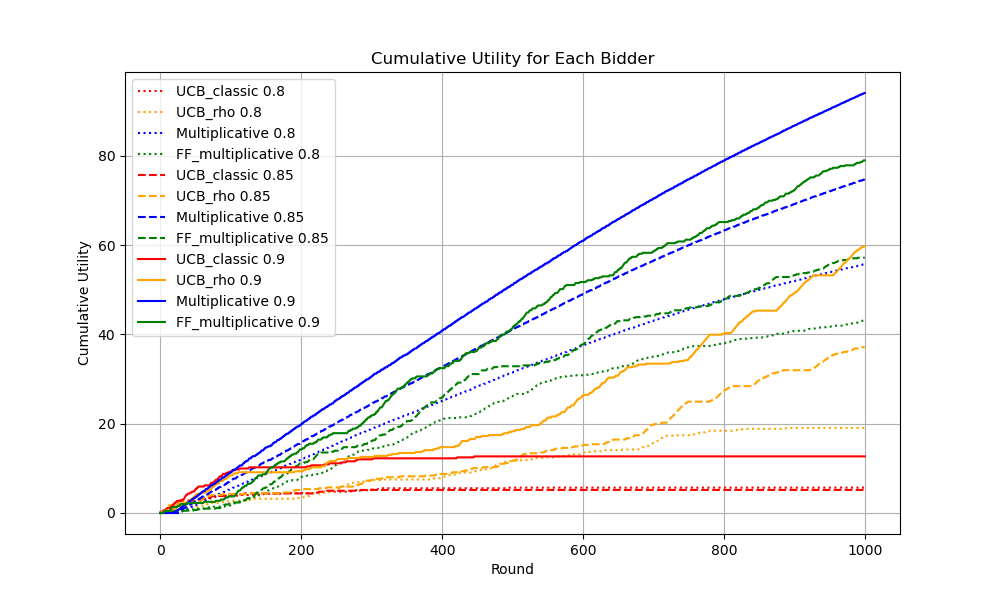 Cumulative Utility for Each Bidder
UCB_classic 0.8
UCB_rho 0.8
Multiplicative 0.8
FF_multiplicative 0.8
UCB_classic 0.85
UCB_rho 0.85
Multiplicative 0.85
FF_multiplicative 0.85
UCB_classic 0.9
UCB_rho 0.9
Multiplicative 0.9
FF_multiplicative 0.9
Cumulative Utility
80
60
40
20
0
0 200 400 600 800 1000
Round